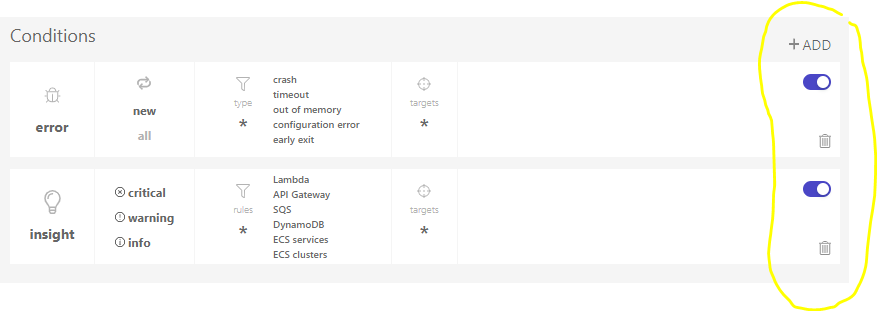 Conditions
+ ADD
error
new
all
type
*
crash
timeout
out of memory
configuration error
early exit
targets
*
insight
critical
warning
info
rules
*
Lambda
API Gateway
SQS
DynamoDB
ECS services
ECS clusters
targets
*